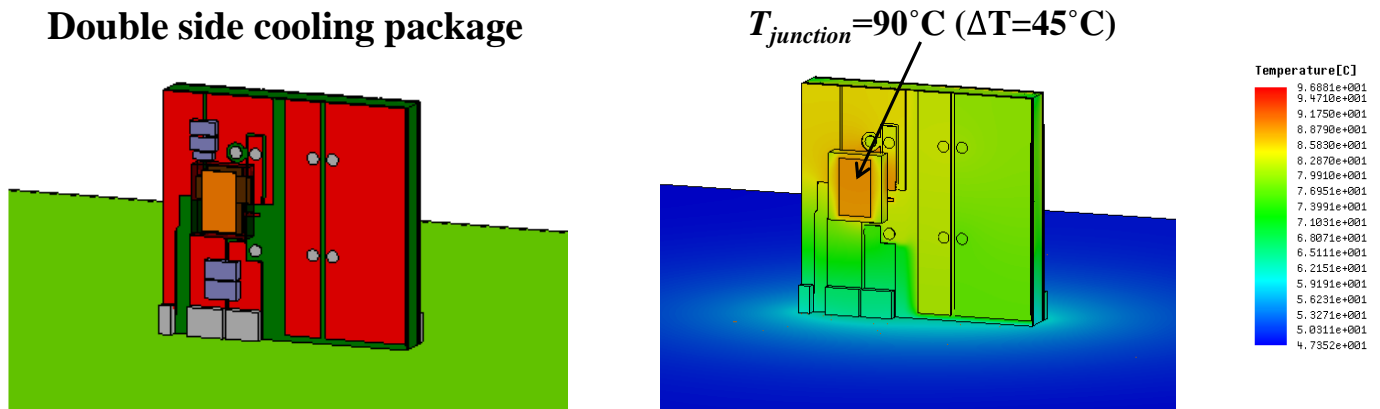 Double side cooling package
T_junction=90°C (ΔT=45°C)
Temperature[C]
9.6881e+001
9.4710e+001
9.1750e+001
8.8790e+001
8.5830e+001
8.2870e+001
7.9910e+001
7.6951e+001
7.3991e+001
7.1031e+001
6.8071e+001
6.5111e+001
6.2151e+001
5.9191e+001
5.6231e+001
5.3271e+001
5.0311e+001
4.7352e+001